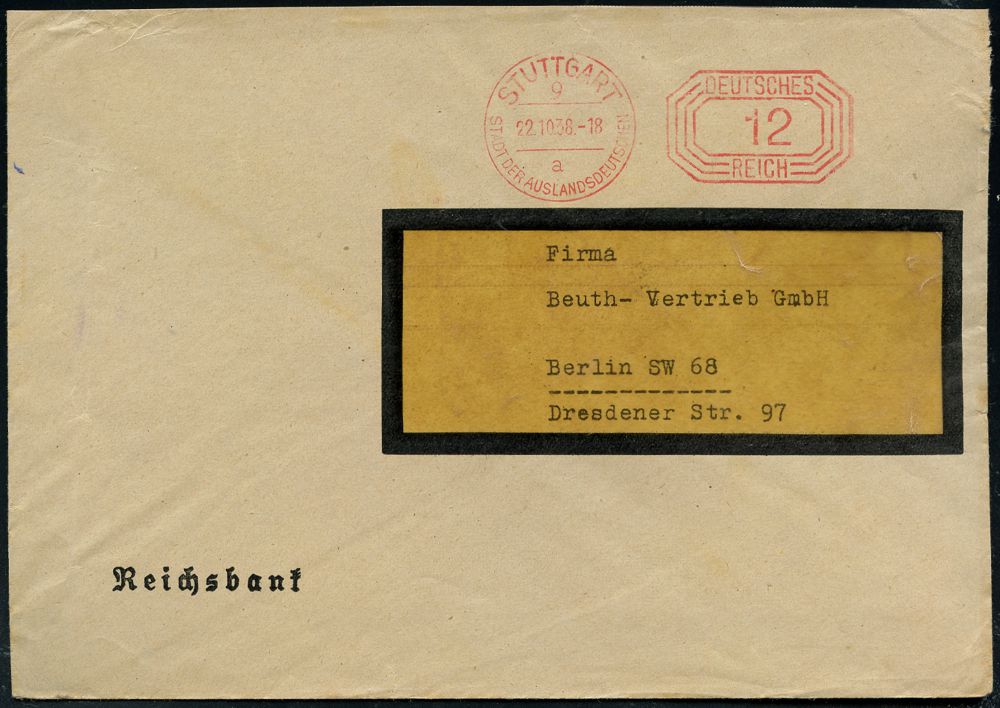 STUTTGART
9
22.10.38.-18
a
STADT DER AUSLANDSDEUTSCHEN
DEUTSCHES
12
REICH
Firma
Beuth- Vertrieb GmbH
Berlin SW 68
Dresdener Str. 97
Reichsbank